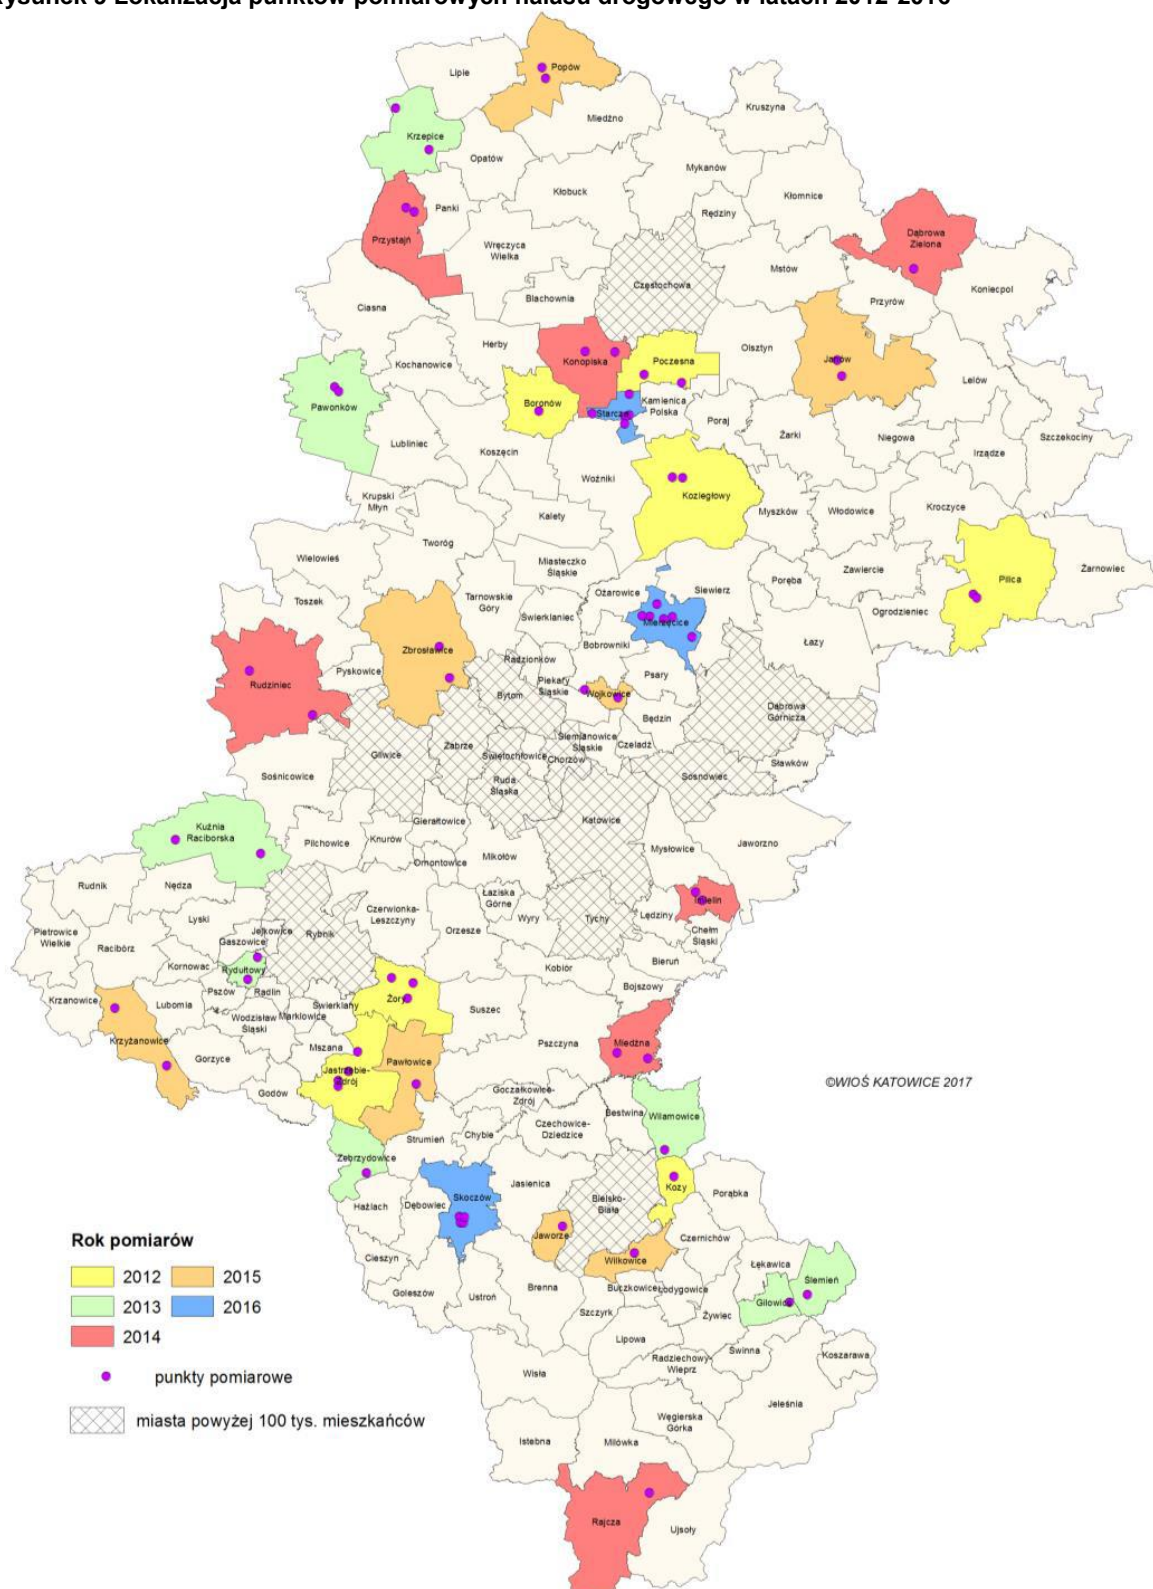 Rysunek 5 Lokalizacja punktów pomiarowych hałasu drogowego w latach 2012-2016
Lipie
Popów
Kruszyna
Miedźno
Krzepice
Opatów
Mykanów
Kłobuck
Kłomnice
Panki
Rędziny
Przystajń
Dąbrowa
Zielona
Wręczyca
Wielka
Mstów
Częstochowa
Koniecpol
Blachownia
Przyrów
Ciasna
Herby
Olsztyn
Konopiska
Poczesna
Janów
Kochanowice
Lelów
Boronów
Kamienica
Polska
Pawonków
Starcza
Poraj
Żarki
Niegowa
Szczekociny
Lubliniec
Koszęcin
Irządze
Woźniki
Koziegłowy
Krupski
Młyn
Kalety
Myszków
Włodowice
Kroczyce
Tworóg
Wielowieś
Miasteczko
Śląskie
Pilica
Żarnowiec
Zawiercie
Poręba
Siewierz
Ożarowice
Tarnowskie
Góry
Toszek
Świerklaniec
Ogrodzieniec
Mierzęcice
Łazy
Zbrosławice
Bobrowniki
Radzionków
Pyskowice
Psary
Piekary
Śląskie
Rudziniec
Bytom
Wojkowice
Dąbrowa
Górnicza
Będzin
Siemianowice
Śląskie
Czeladź
Zabrze
Gliwice
Świętochłowice
Chorzów
Sławków
Sośnicowice
Ruda
Śląska
Sosnowiec
Gierałtowice
Katowice
Kuźnia
Raciborska
Pilchowice
Knurów
Jaworzno
Mysłowice
Ornontowice
Mikołów
Rudnik
Nędza
Łaziska
Górne
Imielin
Czerwionka-
Leszczyny
Lyski
Wyry
Tychy
Lędziny
Pietrowice
Wielkie
Jejkowice
Rybnik
Orzesze
Chełm
Śląski
Racibórz
Gaszowice
Kornowac
Rydułtowy
Kobiór
Bieruń
Bojszowy
Pszów
Radlin
Krzanowice
Lubomia
Świerklany
Żory
Suszec
Wodzisław
Śląski
Marklowice
Krzyżanowice
Mszana
Pszczyna
Miedźna
Gorzyce
Pawłowice
Jastrzębie-
Zdrój
©WIOŚ KATOWICE 2017
Godów
Goczałkowice-
Zdrój
Bestwina
Wilamowice
Czechowice-
Dziedzice
Strumień
Chybie
Zebrzydowice
Jasienica
Kozy
Porąbka
Hażlach
Dębowiec
Skoczów
Bielsko-
Biała
Jaworze
Czernichów
Rok pomiarów
Cieszyn
Wilkowice
Łękawica
Ślemień
2012 2015
Goleszów
Ustroń
Brenna
Buczkowice
Łodygowice
Gilowice
2013 2016
Szczyrk
Żywiec
2014
Lipowa
Świnna
Koszarawa
Radziechowy-
Wieprz
punkty pomiarowe
Wisła
Jeleśnia
miasta powyżej 100 tys. mieszkańców
Węgierska
Górka
Istebna
Milówka
Rajcza
Ujsoły